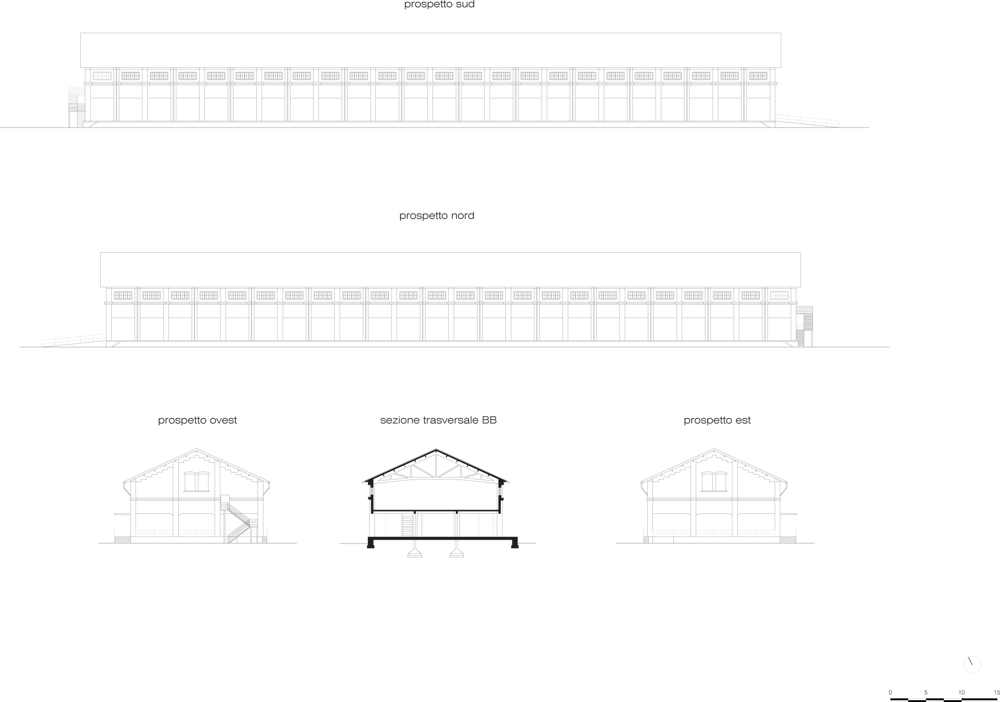 prospetto sud
prospetto nord
prospetto ovest
sezione trasversale BB
prospetto est
0 5 10 15